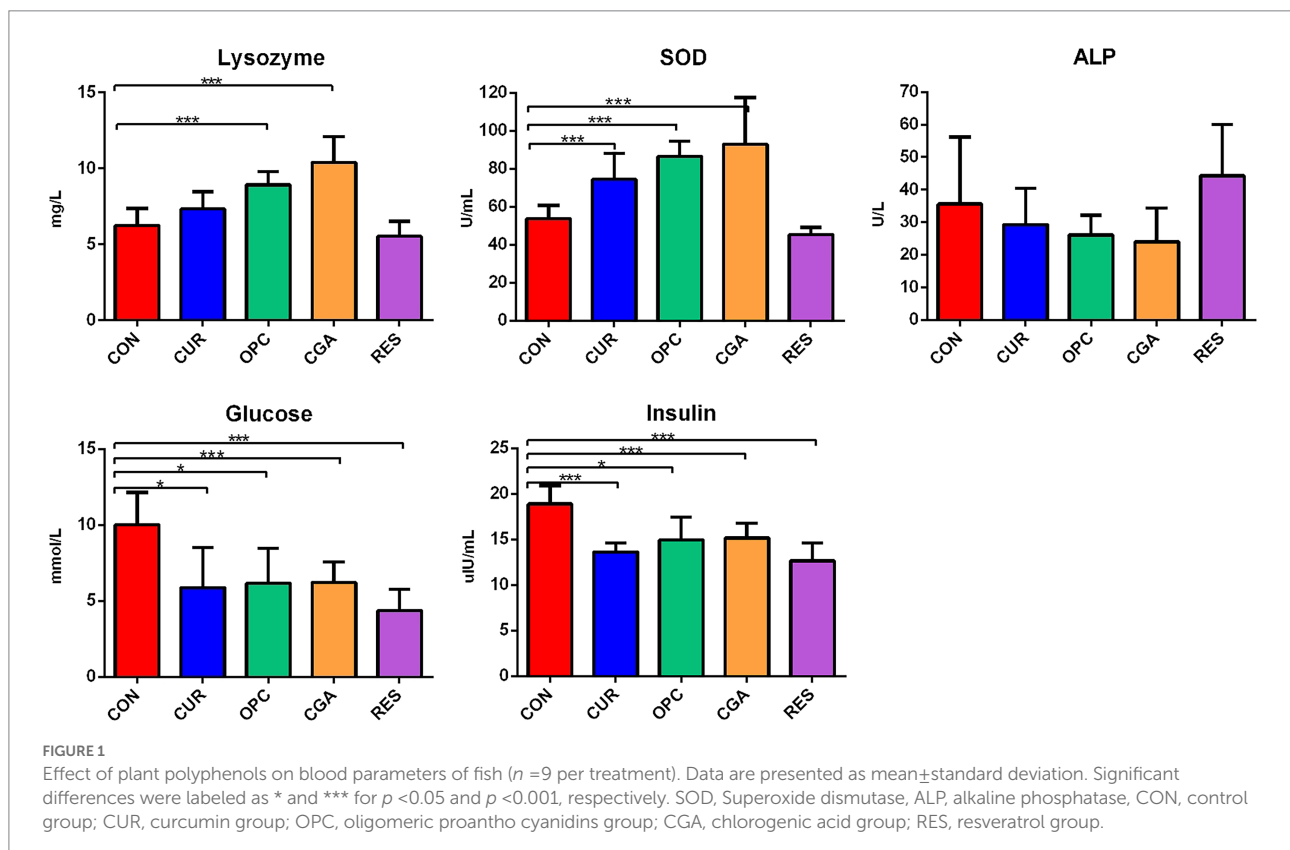 Lysozyme
***
***
15
10
5
0
mg/L
CON
CUR
OPC
CGA
RES
SOD
***
***
***
120
100
80
60
40
20
0
U/mL
CON
CUR
OPC
CGA
RES
ALP
70
60
50
40
30
20
10
0
U/L
CON
CUR
OPC
CGA
RES
Glucose
***
***
*
*
15
10
5
0
mmol/L
CON
CUR
OPC
CGA
RES
Insulin
***
***
*
***
25
20
15
10
5
0
uIU/mL
CON
CUR
OPC
CGA
RES
FIGURE 1
Effect of plant polyphenols on blood parameters of fish (n =9 per treatment). Data are presented as mean±standard deviation. Significant
differences were labeled as * and *** for p <0.05 and p <0.001, respectively. SOD, Superoxide dismutase, ALP, alkaline phosphatase, CON, control
group; CUR, curcumin group; OPC, oligomeric proantho cyanidins group; CGA, chlorogenic acid group; RES, resveratrol group.